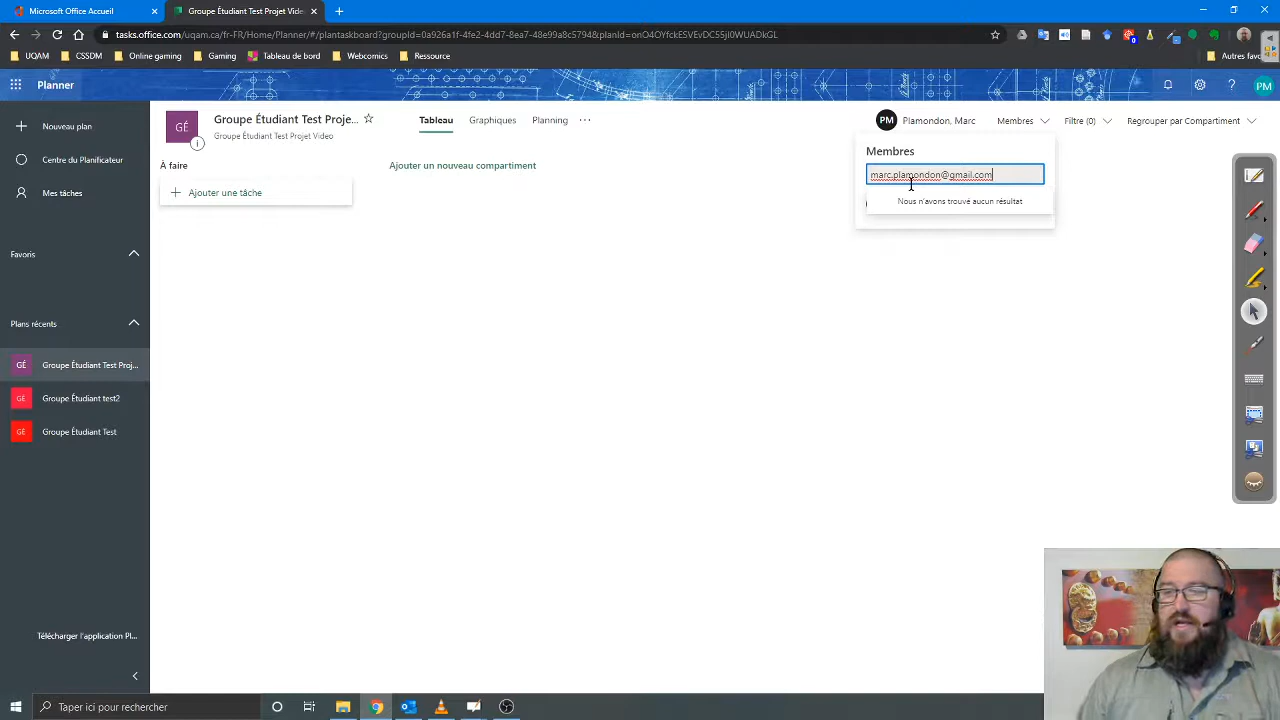 Microsoft Office Accueil
Groupe Étudiant Test Projet Vide
tasks.office.com/uqam.ca/fr-FR/Home/Planner/#/plantaskboard?groupId=0a926a1f-4fe2-4dd7-8ea7-48e99a8c5794&planId=onO4OYfckESVEvDC55jI0WUADkgL
UQAM
CSSDM
Online gaming
Gaming
Tableau de bord
Webcomics
Ressource
Autres favo
Planner
PM
Nouveau plan
Centre du Planificateur
Mes tâches
Favoris
Plans récents
GÉ Groupe Étudiant Test Proj...
GÉ Groupe Étudiant test2
GÉ Groupe Étudiant Test
Télécharger l'application Pl...
GÉ
Groupe Étudiant Test Proje...
Groupe Étudiant Test Projet Video
Tableau
Graphiques
Planning
...
PM Plamondon, Marc
Membres
Filtre (0)
Regrouper par Compartiment
À faire
Ajouter une tâche
Ajouter un nouveau compartiment
Membres
marc.plamondon@gmail.com
Nous n'avons trouvé aucun résultat
Taper ici pour rechercher